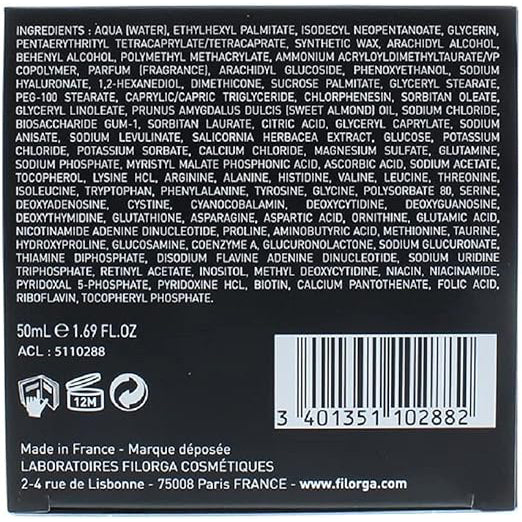 INGREDIENTS : AQUA (WATER), ETHYLHEXYL PALMITATE, ISODECYL NEOPENTANOATE, GLYCERIN,
PENTAERYTHRITYL TETRACAPRYLATE/TETRACAPRATE, SYNTHETIC WAX, ARACHIDYL ALCOHOL,
BEHENYL ALCOHOL, POLYMETHYL METHACRYLATE, AMMONIUM ACRYLOYLDIMETHYLTAURATE/VP
COPOLYMER, PARFUM (FRAGRANCE), ARACHIDYL GLUCOSIDE, PHENOXYETHANOL, SODIUM
HYALURONATE, 1,2-HEXANEDIOL, DIMETHICONE, SUCROSE PALMITATE, GLYCERYL STEARATE,
PEG-100 STEARATE, CAPRYLIC/CAPRIC TRIGLYCERIDE, CHLORPHENESIN, SORBITAN OLEATE,
GLYCERYL LINOLEATE, PRUNUS AMYGDALUS DULCIS (SWEET ALMOND) OIL, SODIUM CHLORIDE,
BIOSACCHARIDE GUM-1, SORBITAN LAURATE, CITRIC ACID, GLYCERYL CAPRYLATE, SODIUM
ANISATE, SODIUM LEVULINATE, SALICORNIA HERBACEA EXTRACT, GLUCOSE, POTASSIUM
CHLORIDE, POTASSIUM SORBATE, CALCIUM CHLORIDE, MAGNESIUM SULFATE, GLUTAMINE,
SODIUM PHOSPHATE, MYRISTYL MALATE PHOSPHONIC ACID, ASCORBIC ACID, SODIUM ACETATE,
TOCOPHEROL, LYSINE HCL, ARGININE, ALANINE, HISTIDINE, VALINE, LEUCINE, THREONINE,
ISOLEUCINE, TRYPTOPHAN, PHENYLALANINE, TYROSINE, GLYCINE, POLYSORBATE 80, SERINE,
DEOXYADENOSINE, CYSTINE, CYANOCOBALAMIN, DEOXYCYTIDINE, DEOXYGUANOSINE,
DEOXYTHYMIDINE, GLUTATHIONE, ASPARAGINE, ASPARTIC ACID, ORNITHINE, GLUTAMIC ACID,
NICOTINAMIDE ADENINE DINUCLEOTIDE, PROLINE, AMINOBUTYRIC ACID, METHIONINE, TAURINE,
HYDROXYPROLINE, GLUCOSAMINE, COENZYME A, GLUCURONOLACTONE, SODIUM GLUCURONATE,
THIAMINE DIPHOSPHATE, DISODIUM FLAVINE ADENINE DINUCLEOTIDE, SODIUM URIDINE
TRIPHOSPHATE, RETINYL ACETATE, INOSITOL, METHYL DEOXYCYTIDINE, NIACIN, NIACINAMIDE,
PYRIDOXAL 5-PHOSPHATE, PYRIDOXINE HCL, BIOTIN, CALCIUM PANTOTHENATE, FOLIC ACID,
RIBOFLAVIN, TOCOPHERYL PHOSPHATE.
50mL ℮ 1.69 FL.OZ
ACL : 5110288
12M
3 401351 102882
Made in France - Marque déposée
LABORATOIRES FILORGA COSMÉTIQUES
2-4 rue de Lisbonne - 75008 Paris FRANCE - www.filorga.com